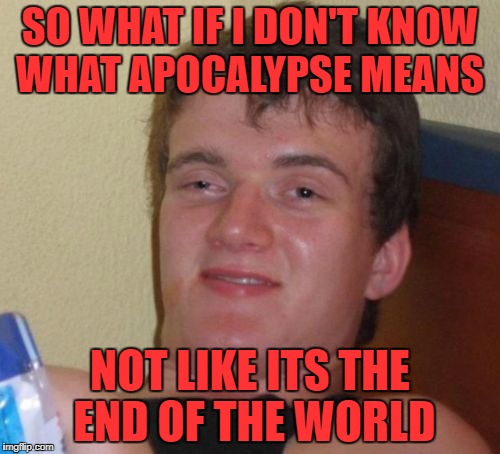 SO WHAT IF I DON'T KNOW
WHAT APOCALYPSE MEANS
NOT LIKE ITS THE
END OF THE WORLD
imgflip.com